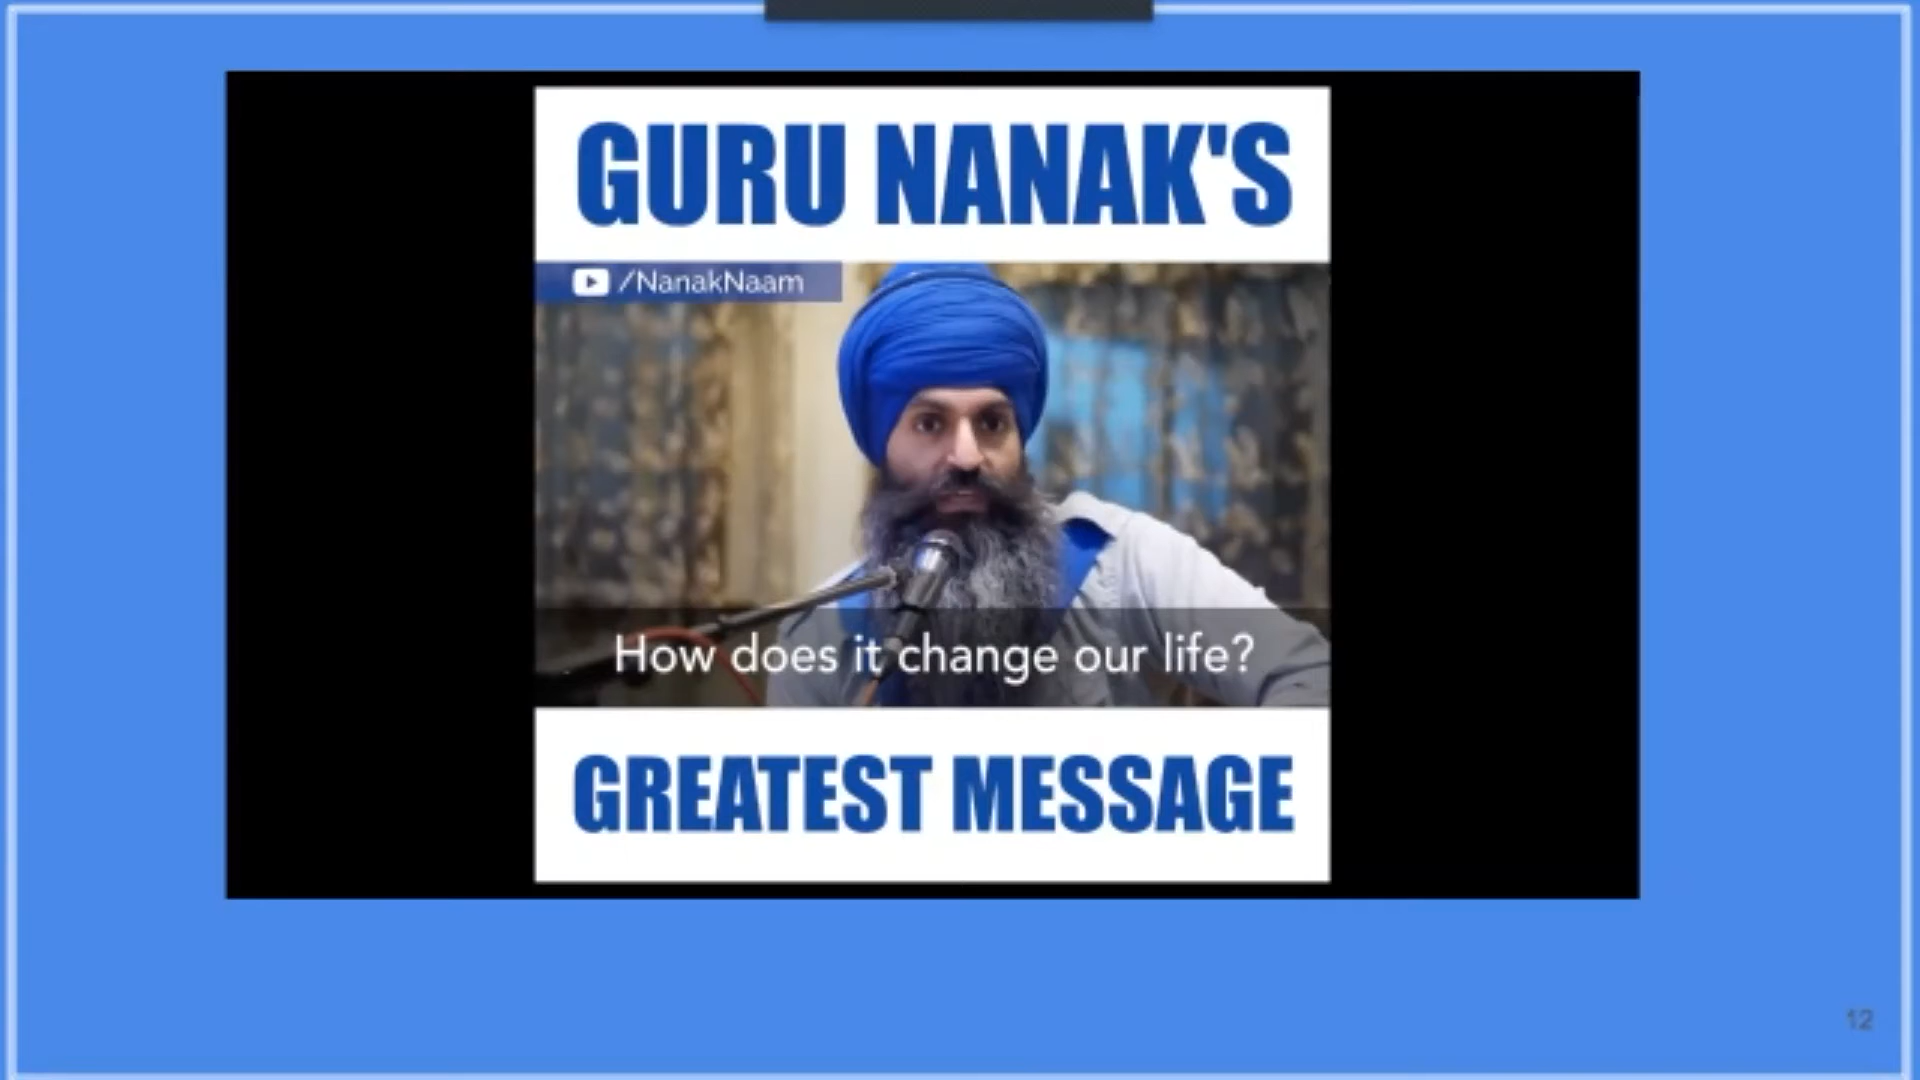 GURU NANAK'S
/NanakNaam
How does it change our life?
GREATEST MESSAGE
12